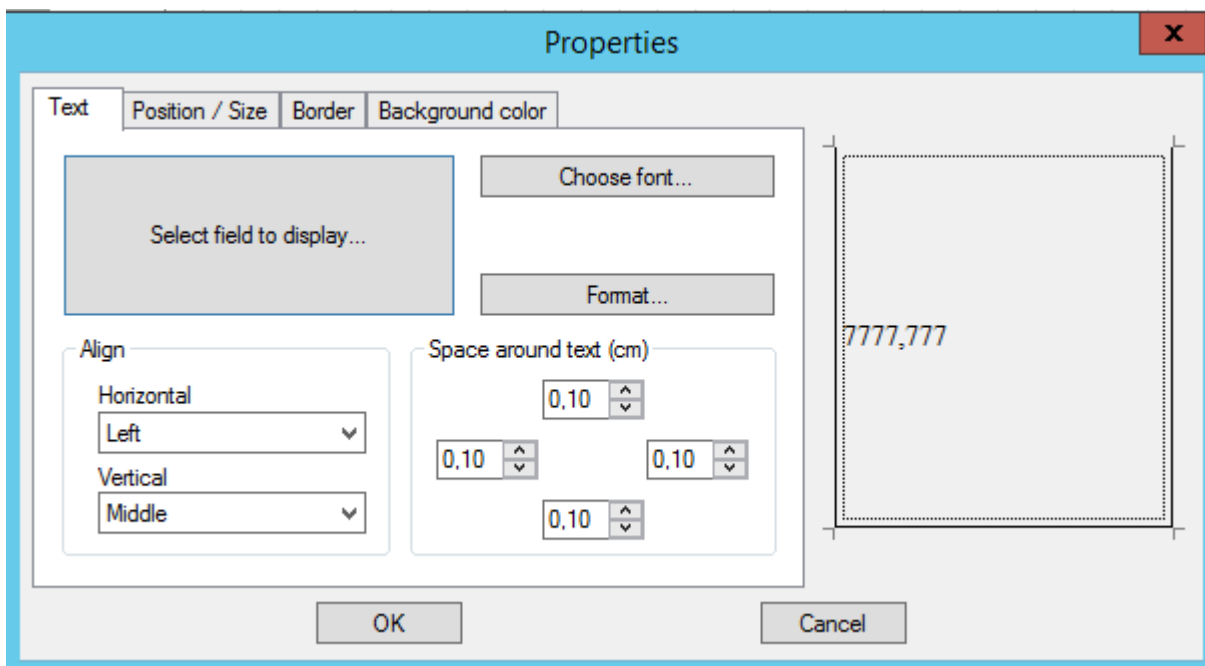 Properties
x
Text
Position / Size
Border
Background color
Select field to display...
Choose font...
Format...
Align
Horizontal
Left
Vertical
Middle
Space around text (cm)
0,10
0,10
0,10
0,10
7777,777
OK
Cancel